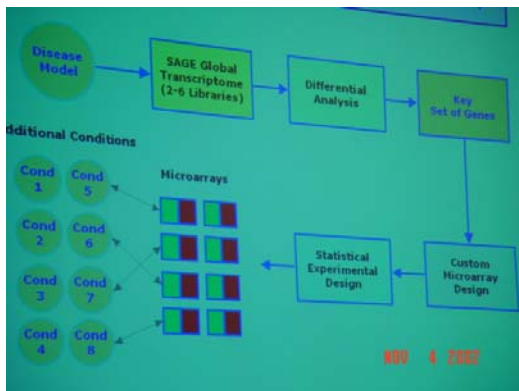 Disease
Model
SAGE Global
Transcriptome
(2-6 Libraries)
Differential
Analysis
Key
Set of Genes
dditional Conditions
Cond
1
Cond
5
Cond
2
Cond
6
Cond
3
Cond
7
Cond
4
Cond
8
Microarrays
Statistical
Experimental
Design
Custom
Microarray
Design
NOV 4 2002